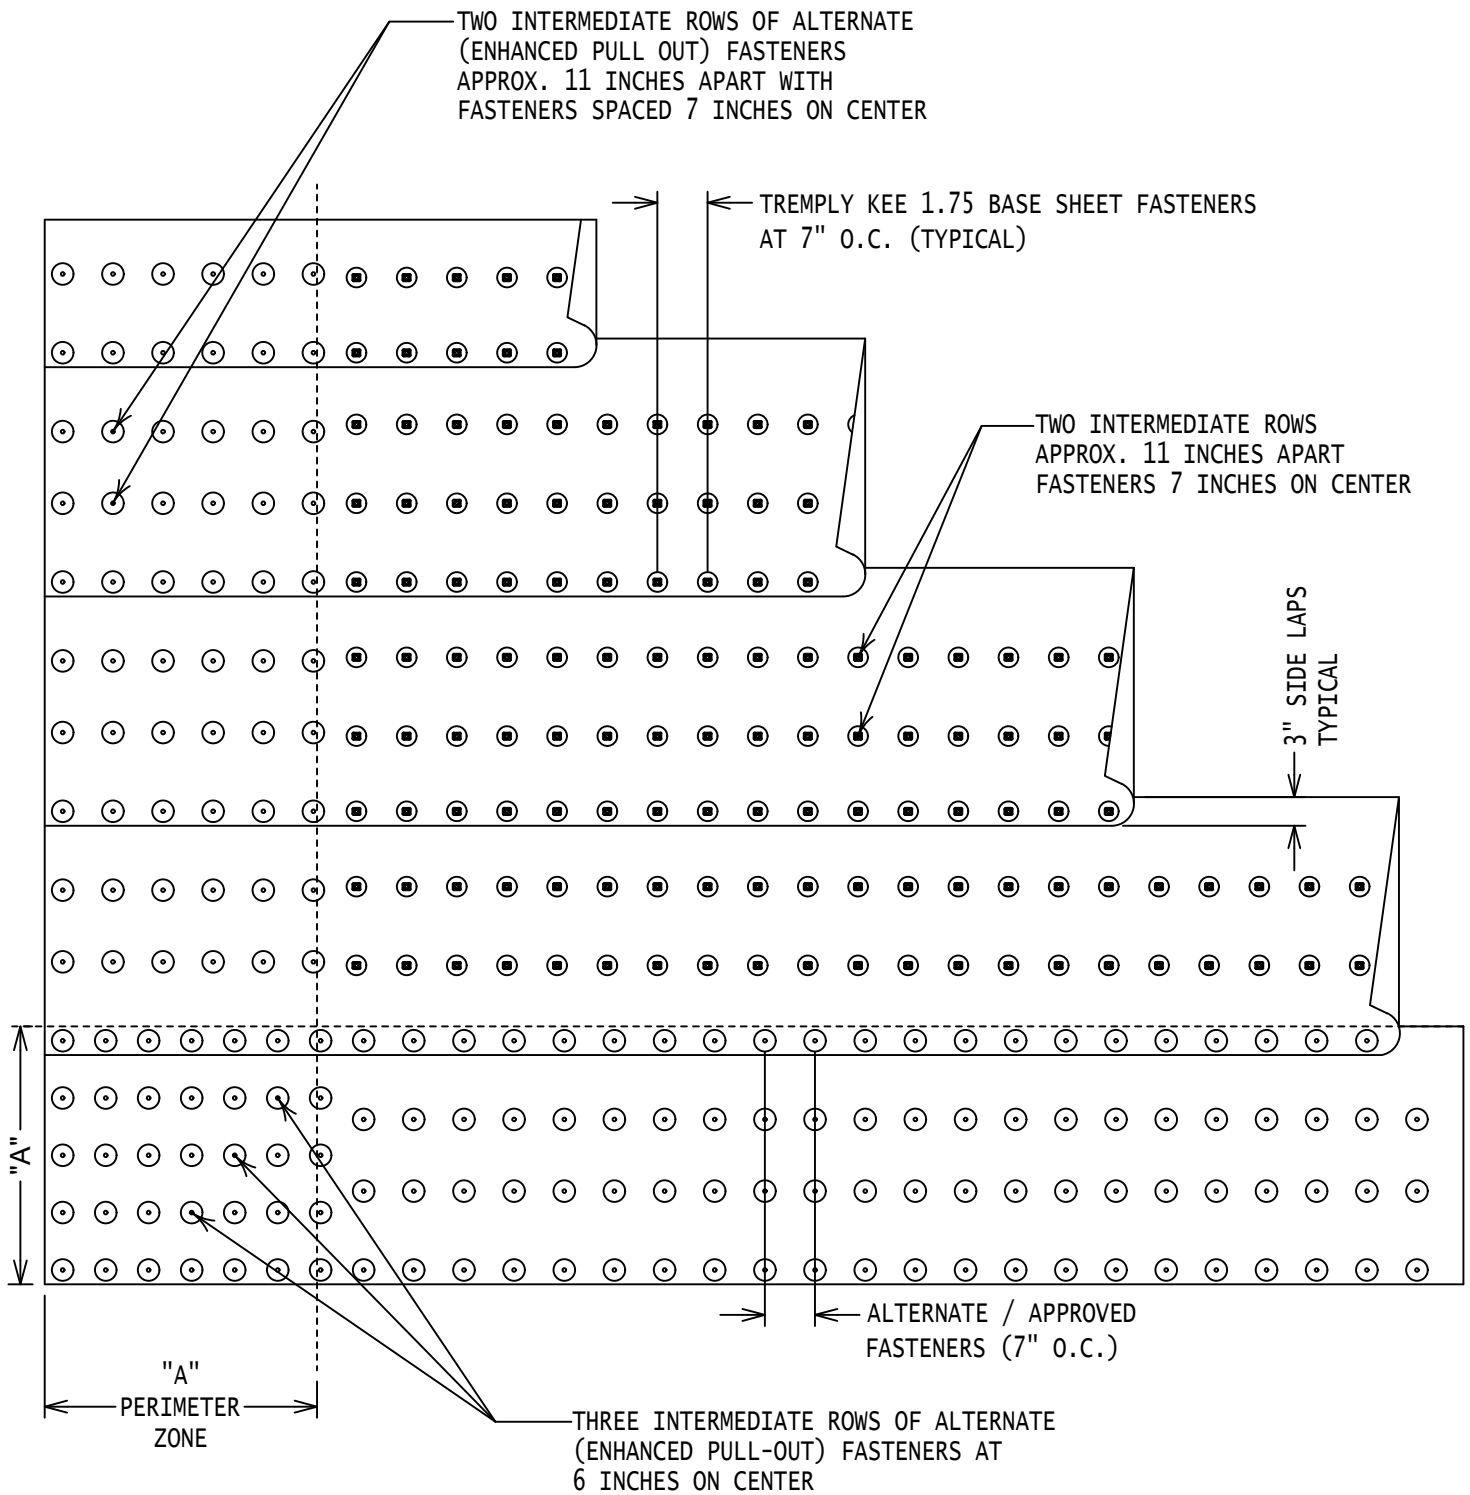 TWO INTERMEDIATE ROWS OF ALTERNATE
(ENHANCED PULL OUT) FASTENERS
APPROX. 11 INCHES APART WITH
FASTENERS SPACED 7 INCHES ON CENTER
TREMPLY KEE 1.75 BASE SHEET FASTENERS
AT 7" O.C. (TYPICAL)
TWO INTERMEDIATE ROWS
APPROX. 11 INCHES APART
FASTENERS 7 INCHES ON CENTER
3" SIDE LAPS
TYPICAL
"A"
ALTERNATE / APPROVED
FASTENERS (7" O.C.)
"A"
PERIMETER
ZONE
THREE INTERMEDIATE ROWS OF ALTERNATE
(ENHANCED PULL-OUT) FASTENERS AT
6 INCHES ON CENTER